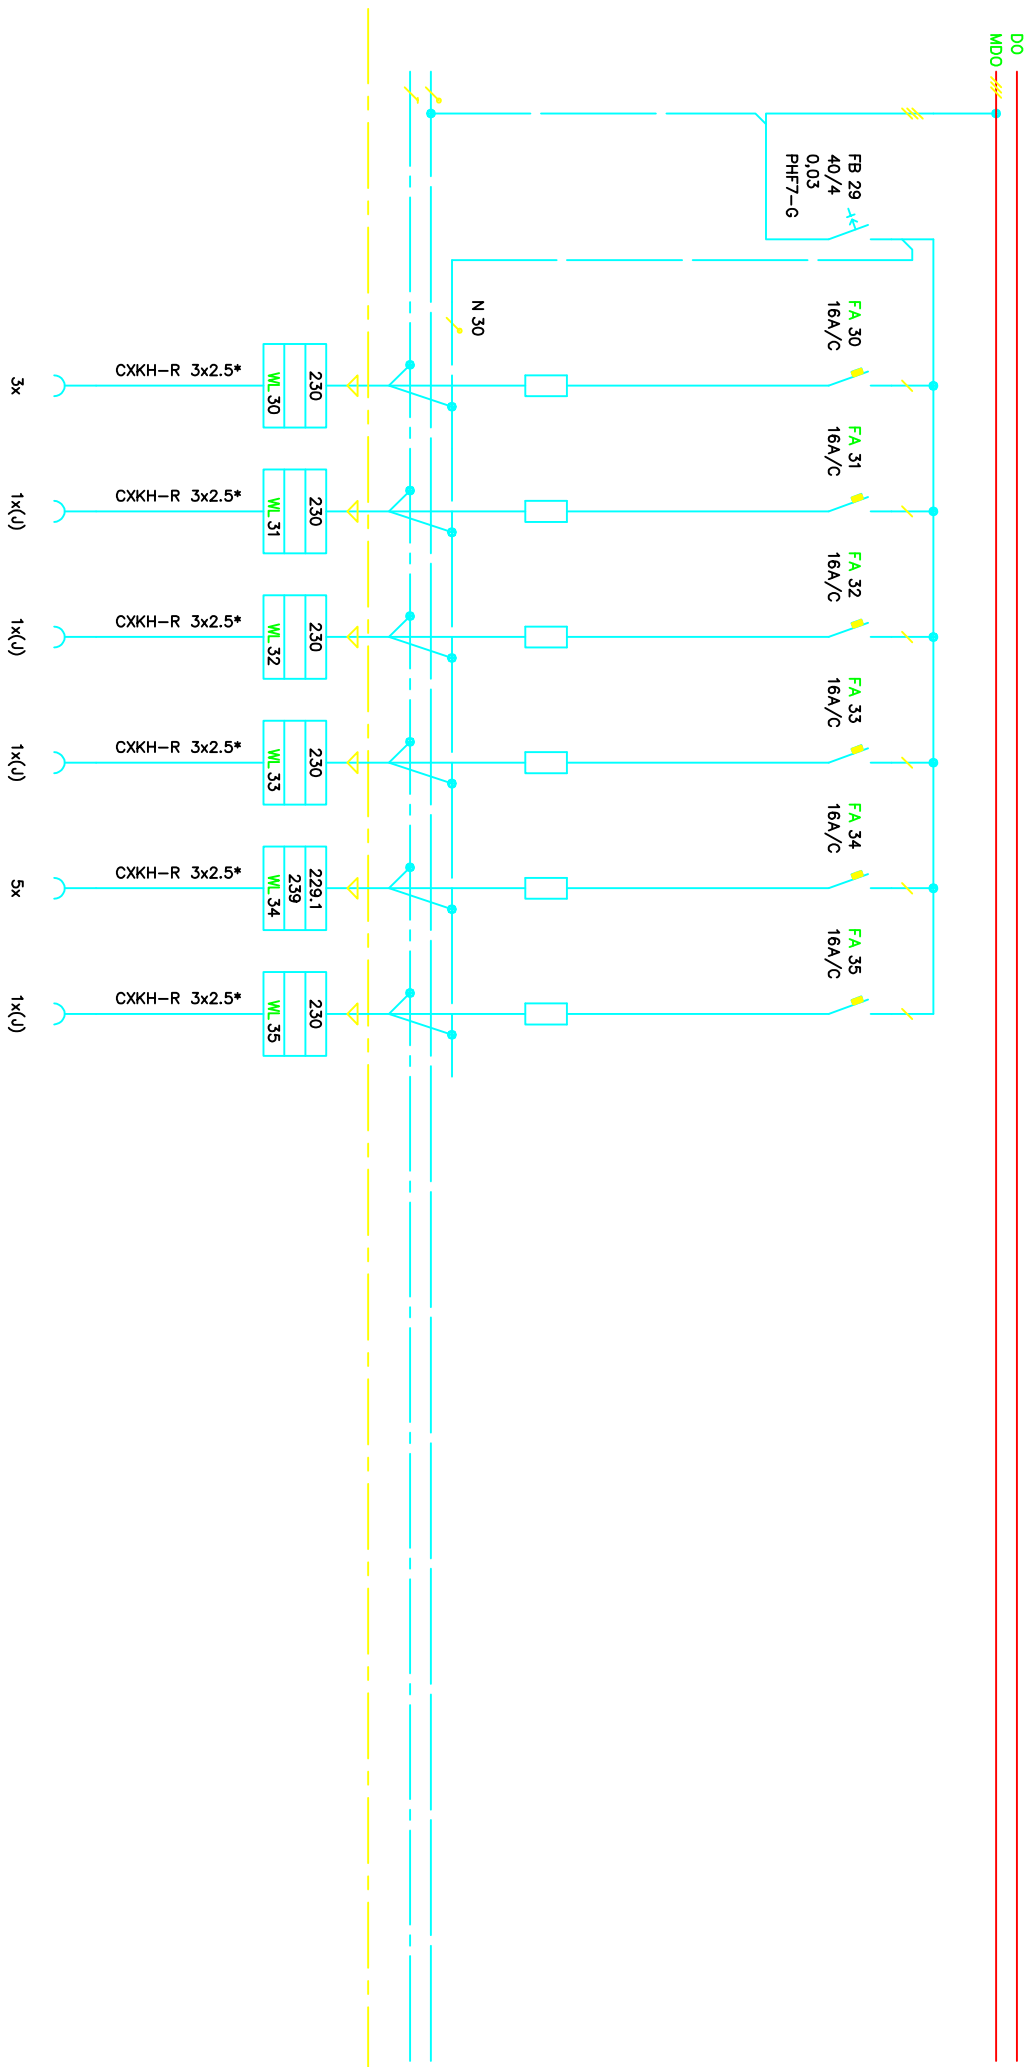 DO
MDO
FB 29
40/4
0,03
PHF7-G
N 30
FA 30
16A/C
FA 31
16A/C
FA 32
16A/C
FA 33
16A/C
FA 34
16A/C
FA 35
16A/C
230
WL 30
230
WL 31
230
WL 32
230
WL 33
229.1
239
WL 34
230
WL 35
CXKH-R 3x2.5*
CXKH-R 3x2.5*
CXKH-R 3x2.5*
CXKH-R 3x2.5*
CXKH-R 3x2.5*
CXKH-R 3x2.5*
3x
1x(J)
1x(J)
1x(J)
5x
1x(J)